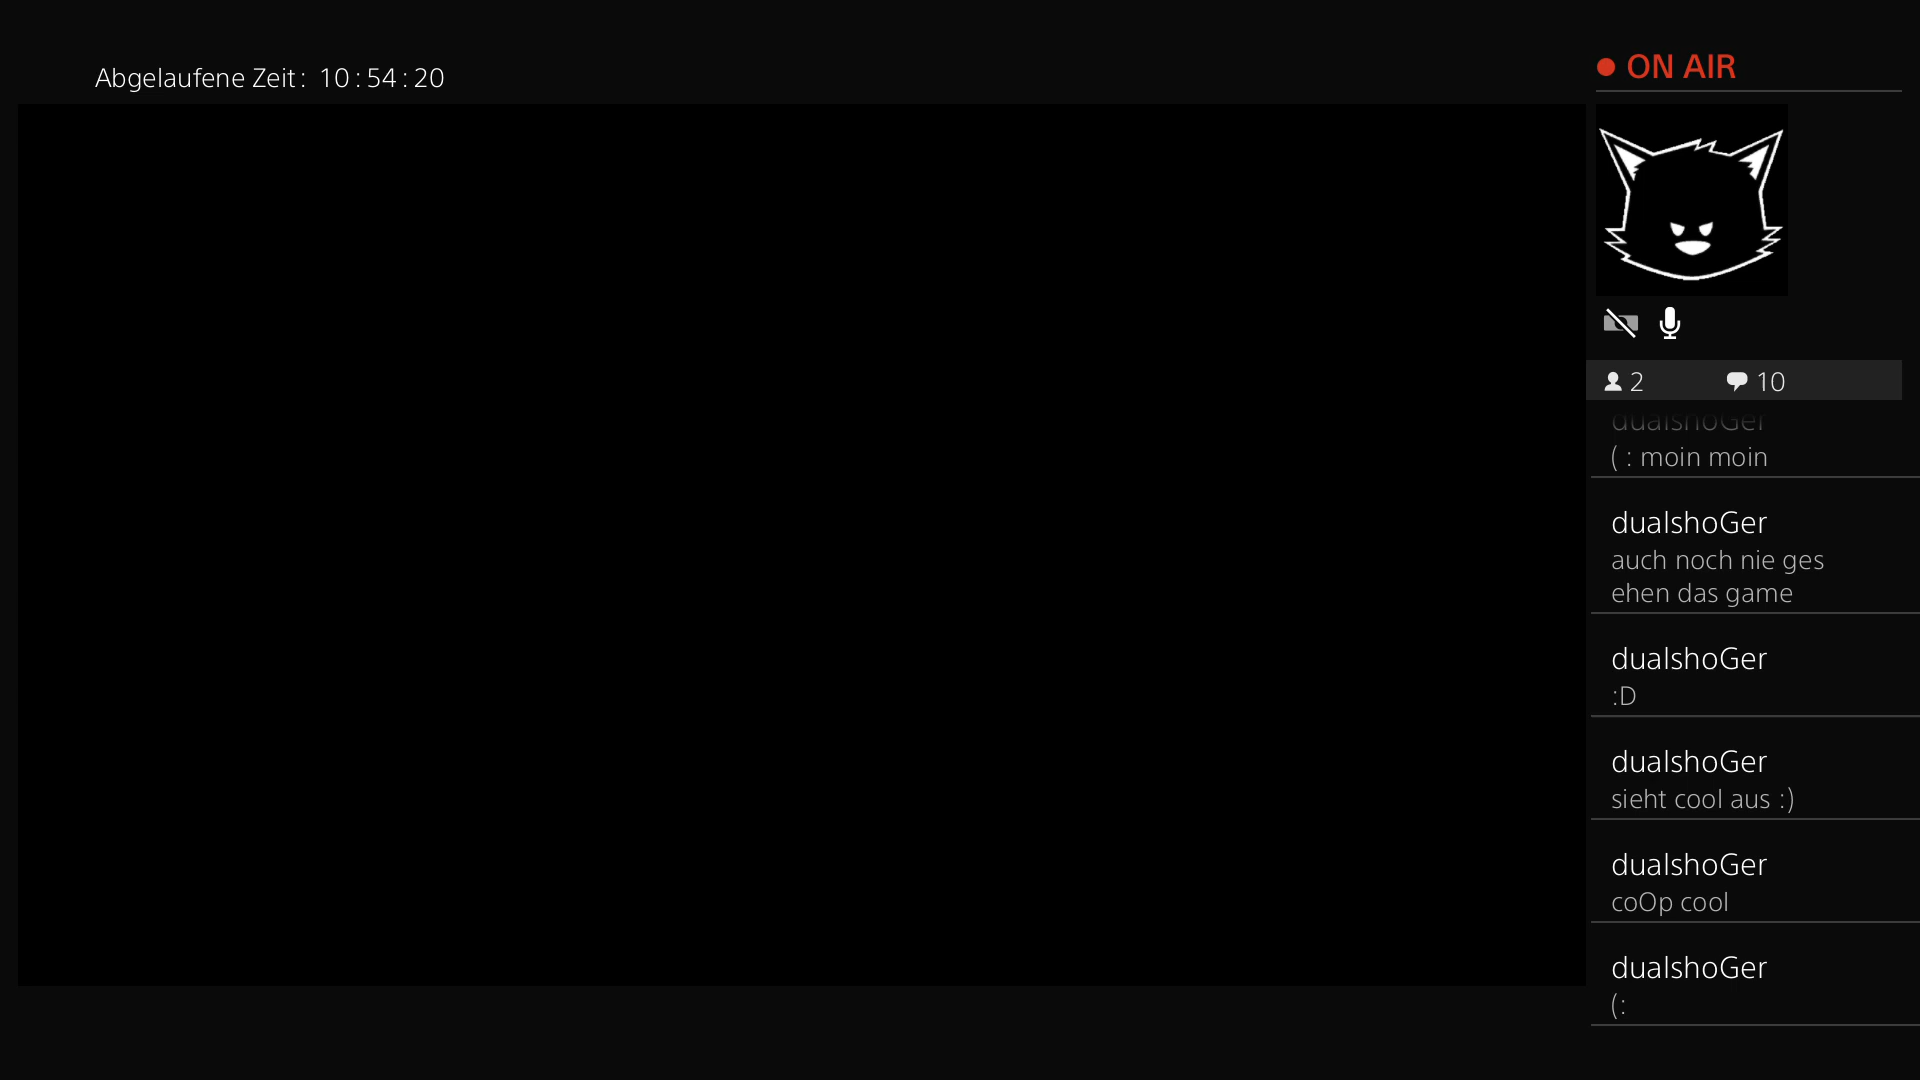 Abgelaufene Zeit: 10:54:20
ON AIR
2 10
dualshoGer
( : moin moin
dualshoGer
auch noch nie ges
ehen das game
dualshoGer
:D
dualshoGer
sieht cool aus :)
dualshoGer
coOp cool
dualshoGer
(: